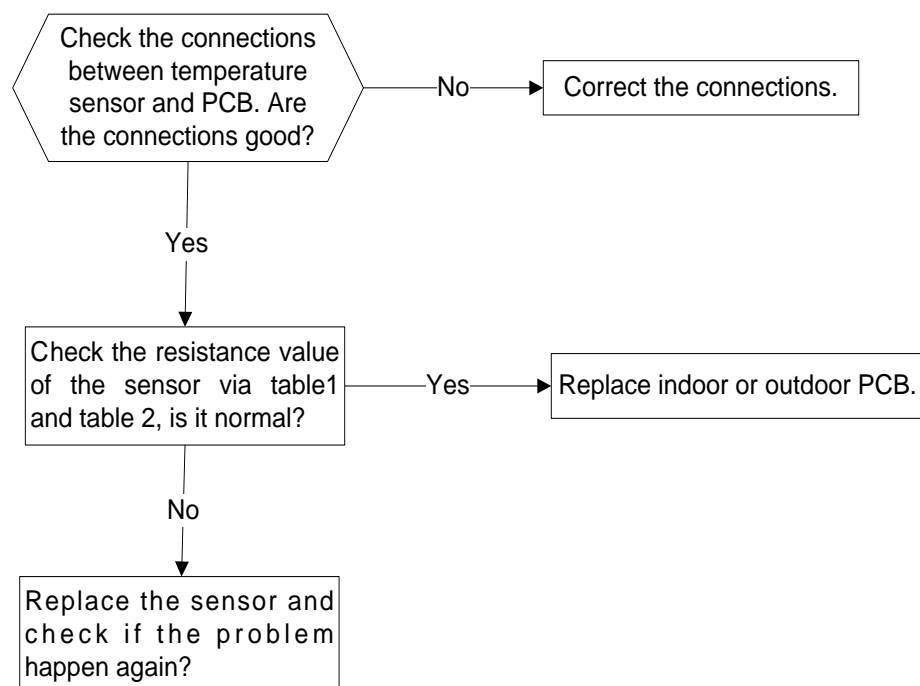 Check the connections
between temperature
sensor and PCB. Are
the connections good?
No
Correct the connections.
Yes
Check the resistance value
of the sensor via table1
and table 2, is it normal?
Yes
Replace indoor or outdoor PCB.
No
Replace the sensor and
check if the problem
happen again?